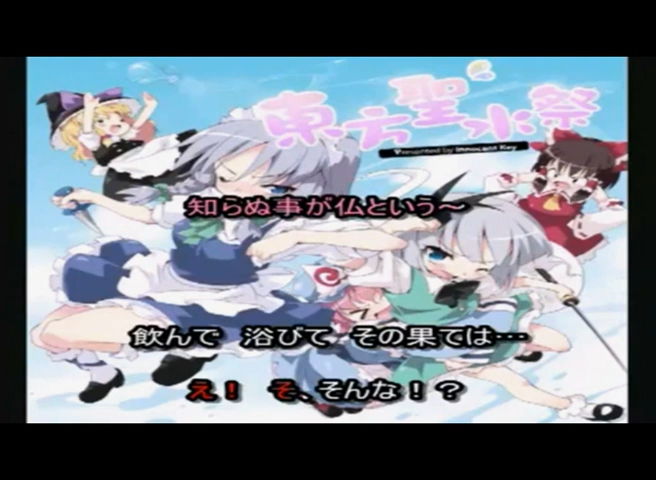 東方聖水祭
Presented by Innocent Key
知らぬ事が仏という～
飲んで 浴びて その果ては…
え！ そ、そんな！？